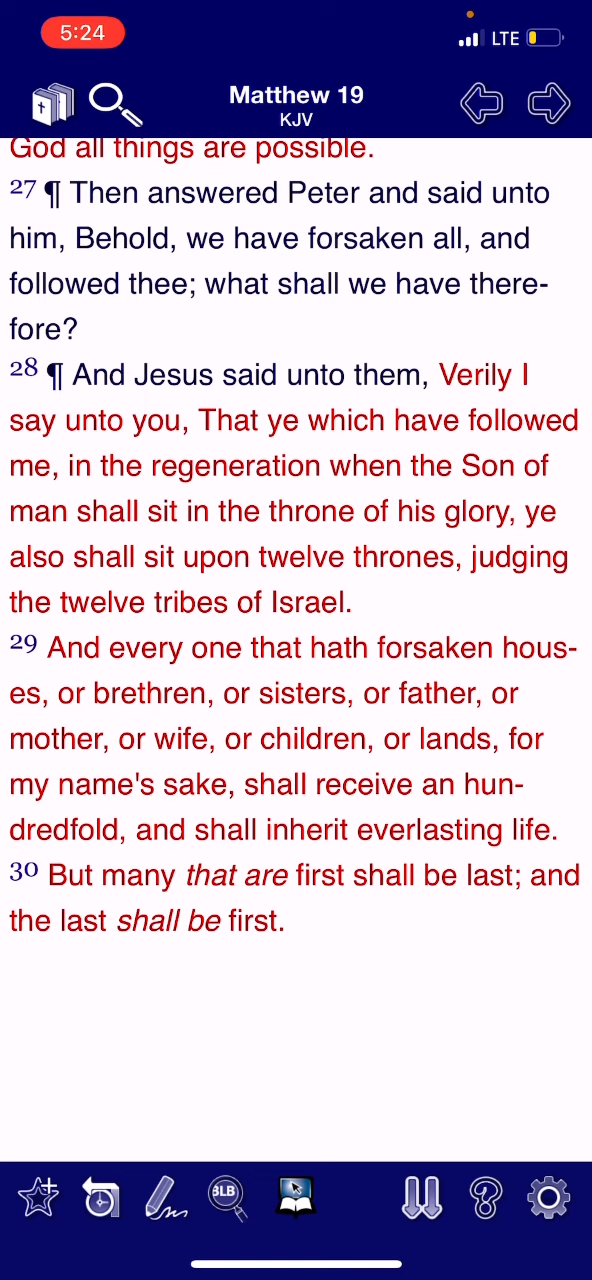 5:24
LTE
Matthew 19
KJV
God all things are possible.
27 ¶ Then answered Peter and said unto
him, Behold, we have forsaken all, and
followed thee; what shall we have there-
fore?
28 ¶ And Jesus said unto them, Verily I
say unto you, That ye which have followed
me, in the regeneration when the Son of
man shall sit in the throne of his glory, ye
also shall sit upon twelve thrones, judging
the twelve tribes of Israel.
29 And every one that hath forsaken hous-
es, or brethren, or sisters, or father, or
mother, or wife, or children, or lands, for
my name's sake, shall receive an hun-
dredfold, and shall inherit everlasting life.
30 But many that are first shall be last; and
the last shall be first.
BLB